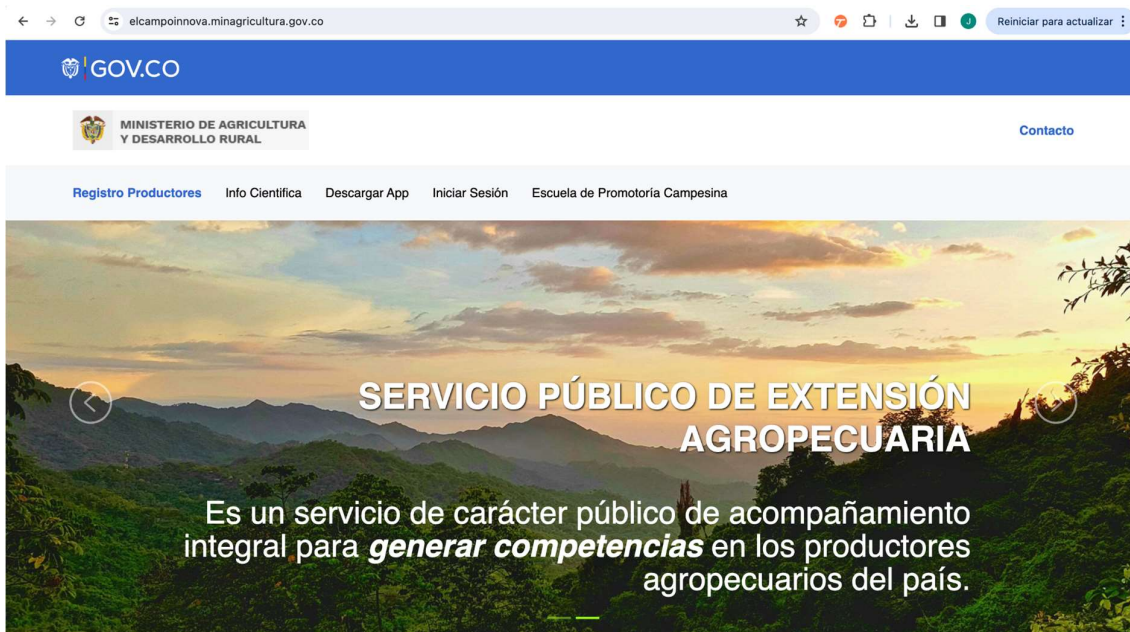 elcampoinnova.minagricultura.gov.co
J
Reiniciar para actualizar
GOV.CO
MINISTERIO DE AGRICULTURA
Y DESARROLLO RURAL
Contacto
Registro Productores Info Cientifica Descargar App Iniciar Sesión Escuela de Promotoría Campesina
SERVICIO PÚBLICO DE EXTENSIÓN
AGROPECUARIA
Es un servicio de carácter público de acompañamiento
integral para generar competencias en los productores
agropecuarios del país.